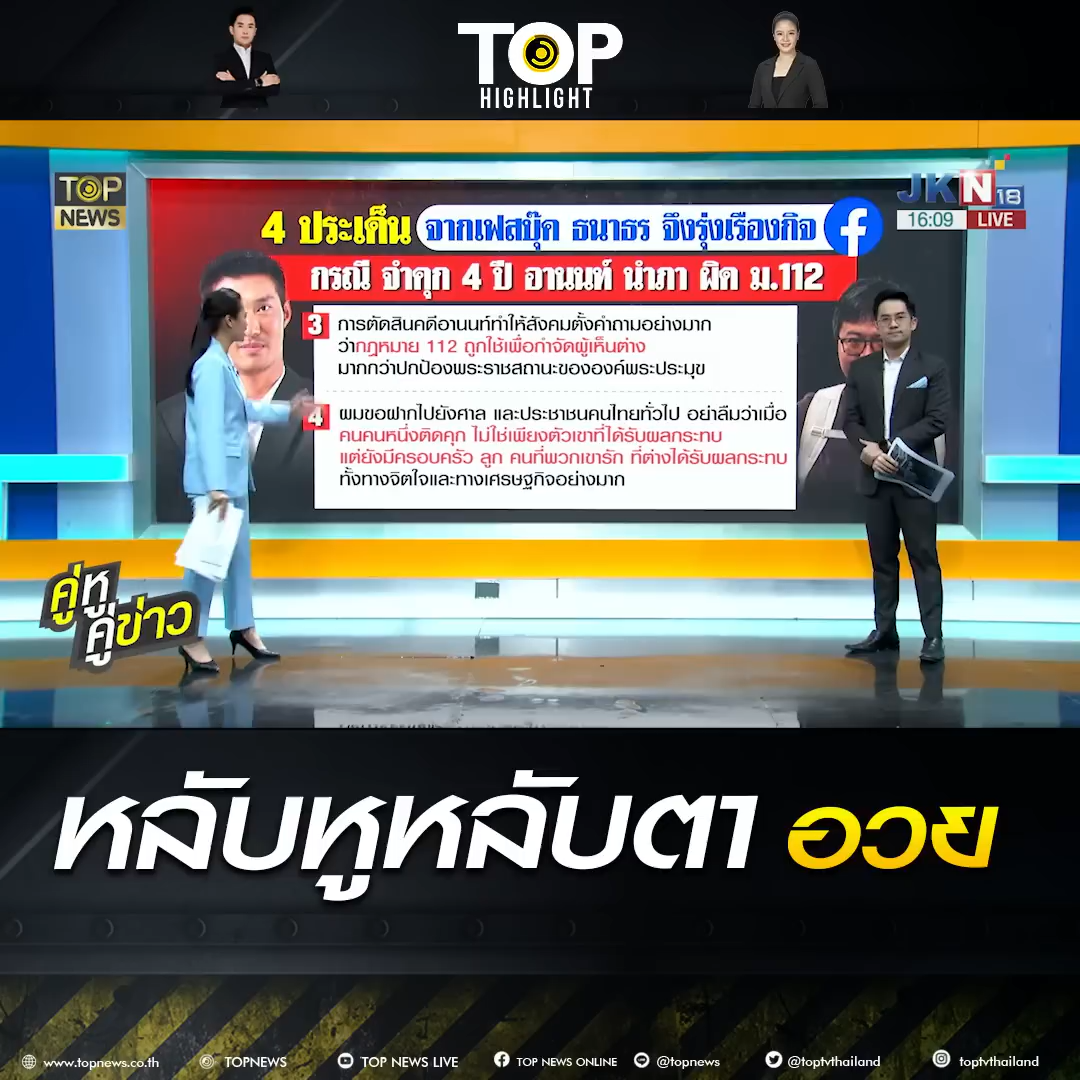 TOP
HIGHLIGHT
TOP
NEWS
JKN 18
16:09 LIVE
4 ประเด็น จากเฟสบุ๊ค ธนาธร จึงรุ่งเรืองกิจ
กรณี จำคุก 4 ปี อานนท์ นำภา ผิด ม.112
3 การตัดสินคดีอานนท์ทำให้สังคมตั้งคำถามอย่างมาก
ว่ากฎหมาย 112 ถูกใช้เพื่อกำจัดผู้เห็นต่าง
มากกว่าปกป้องพระราชสถานะขององค์พระประมุข
4 ผมขอฝากไปยังศาล และประชาชนคนไทยทั่วไป อย่าลืมว่าเมื่อ
คนคนหนึ่งติดคุก ไม่ใช่เพียงตัวเขาที่ได้รับผลกระทบ
แต่ยังมีครอบครัว ลูก คนที่พวกเขารัก ที่ต่างได้รับผลกระทบ
ทั้งทางจิตใจและทางเศรษฐกิจอย่างมาก
คู่หู
คู่ข่าว
หลับหูหลับตา อวย
www.topnews.co.th TOPNEWS TOP NEWS LIVE TOP NEWS ONLINE @topnews @toptvthailand toptvthailand